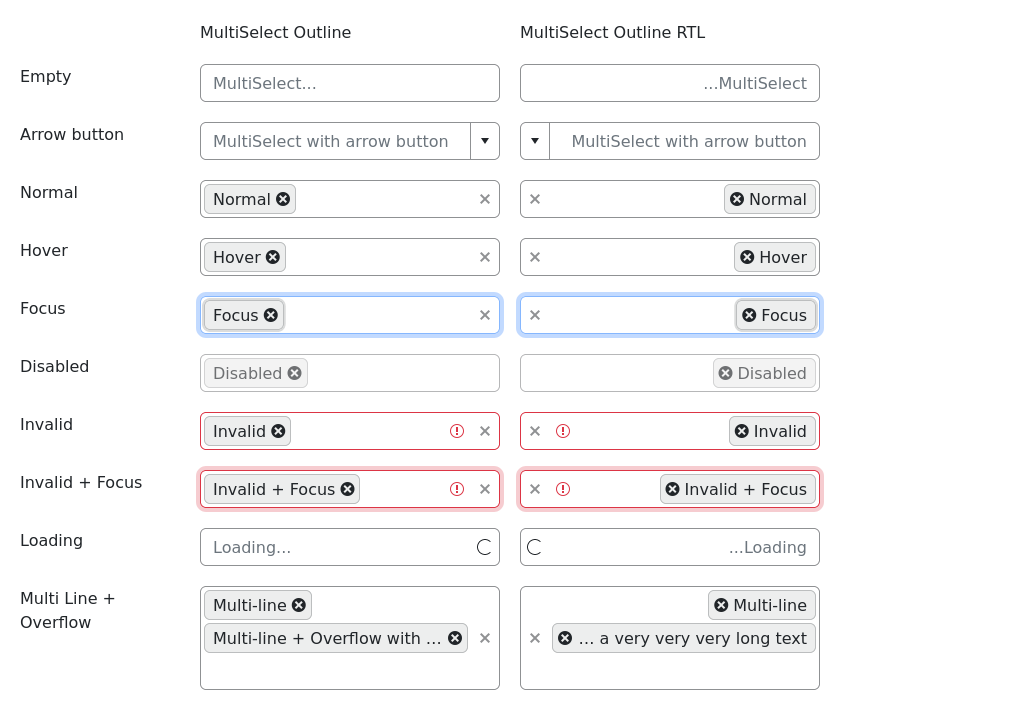 MultiSelect Outline MultiSelect Outline RTL
Empty MultiSelect... ...MultiSelect
Arrow button MultiSelect with arrow button MultiSelect with arrow button
Normal Normal Normal
Hover Hover Hover
Focus Focus Focus
Disabled Disabled Disabled
Invalid Invalid Invalid
Invalid + Focus Invalid + Focus Invalid + Focus
Loading Loading... ...Loading
Multi Line + Multi-line Multi-line
Overflow Multi-line + Overflow with … … a very very very long text